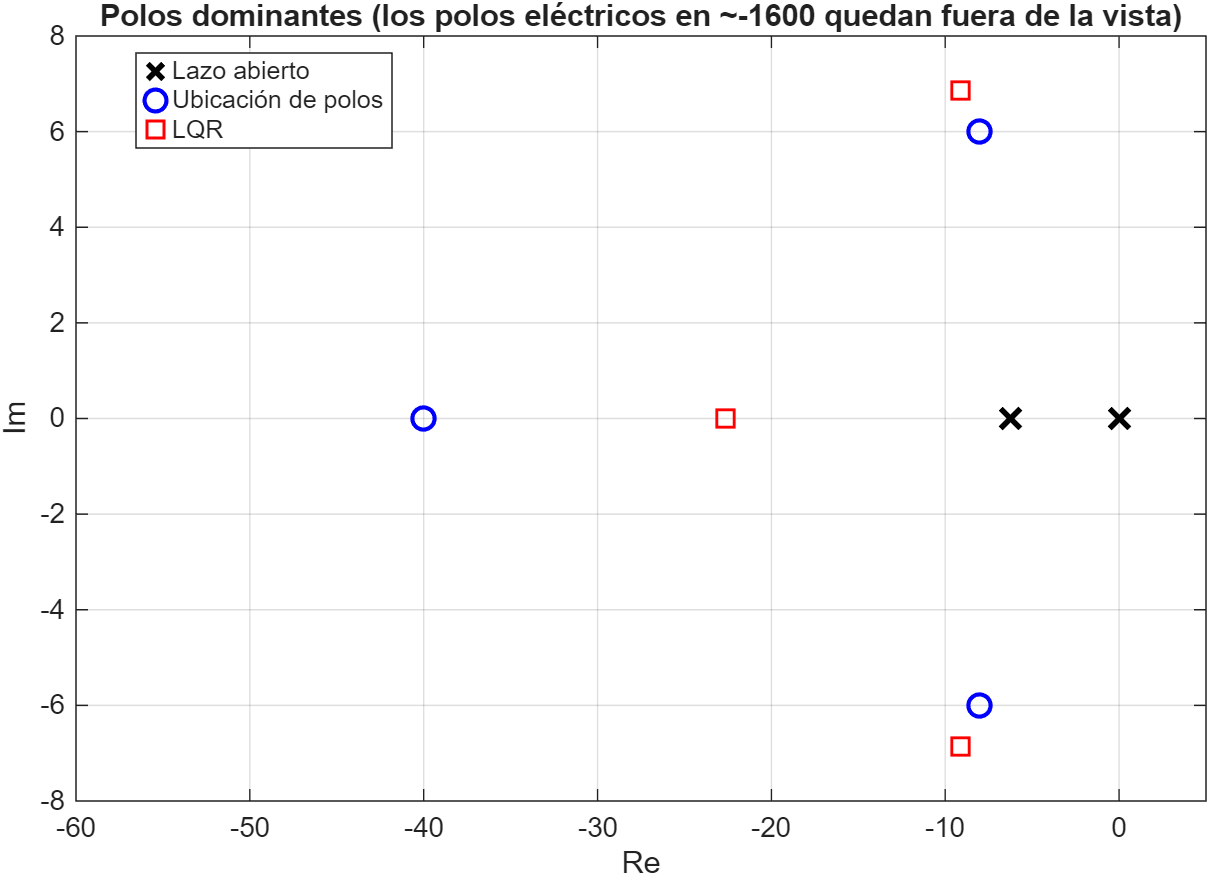 Polos dominantes (los polos eléctricos en ~-1600 quedan fuera de la vista)
Lazo abierto
Ubicación de polos
LQR
8
6
4
2
0
-2
-4
-6
-8
Im
-60 -50 -40 -30 -20 -10 0
Re